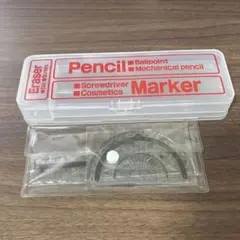 Eraser
Pencil
Ballpoint
Mechanical pencil
Screwdriver
Cosmetics
Marker